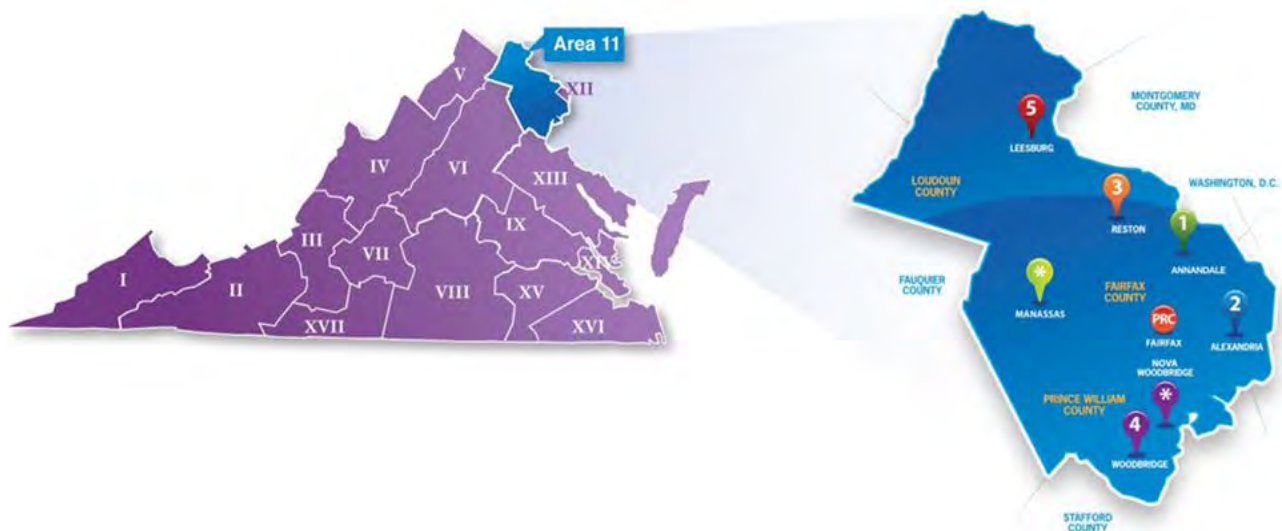 Area 11
V
XII
IV
VI
XIII
III
VII
IX
XIV
I
II
VIII
XV
XVII
XVI
MONTGOMERY
COUNTY, MD
5
LEESBURG
LOUDOUN
COUNTY
3
RESTON
WASHINGTON, D.C.
1
ANNANDALE
FAUQUIER
COUNTY
*
MANASSAS
FAIRFAX
COUNTY
2
ALEXANDRIA
PRC
FAIRFAX
NOVA
WOODBRIDGE
*
PRINCE WILLIAM
COUNTY
4
WOODBRIDGE
STAFFORD
COUNTY